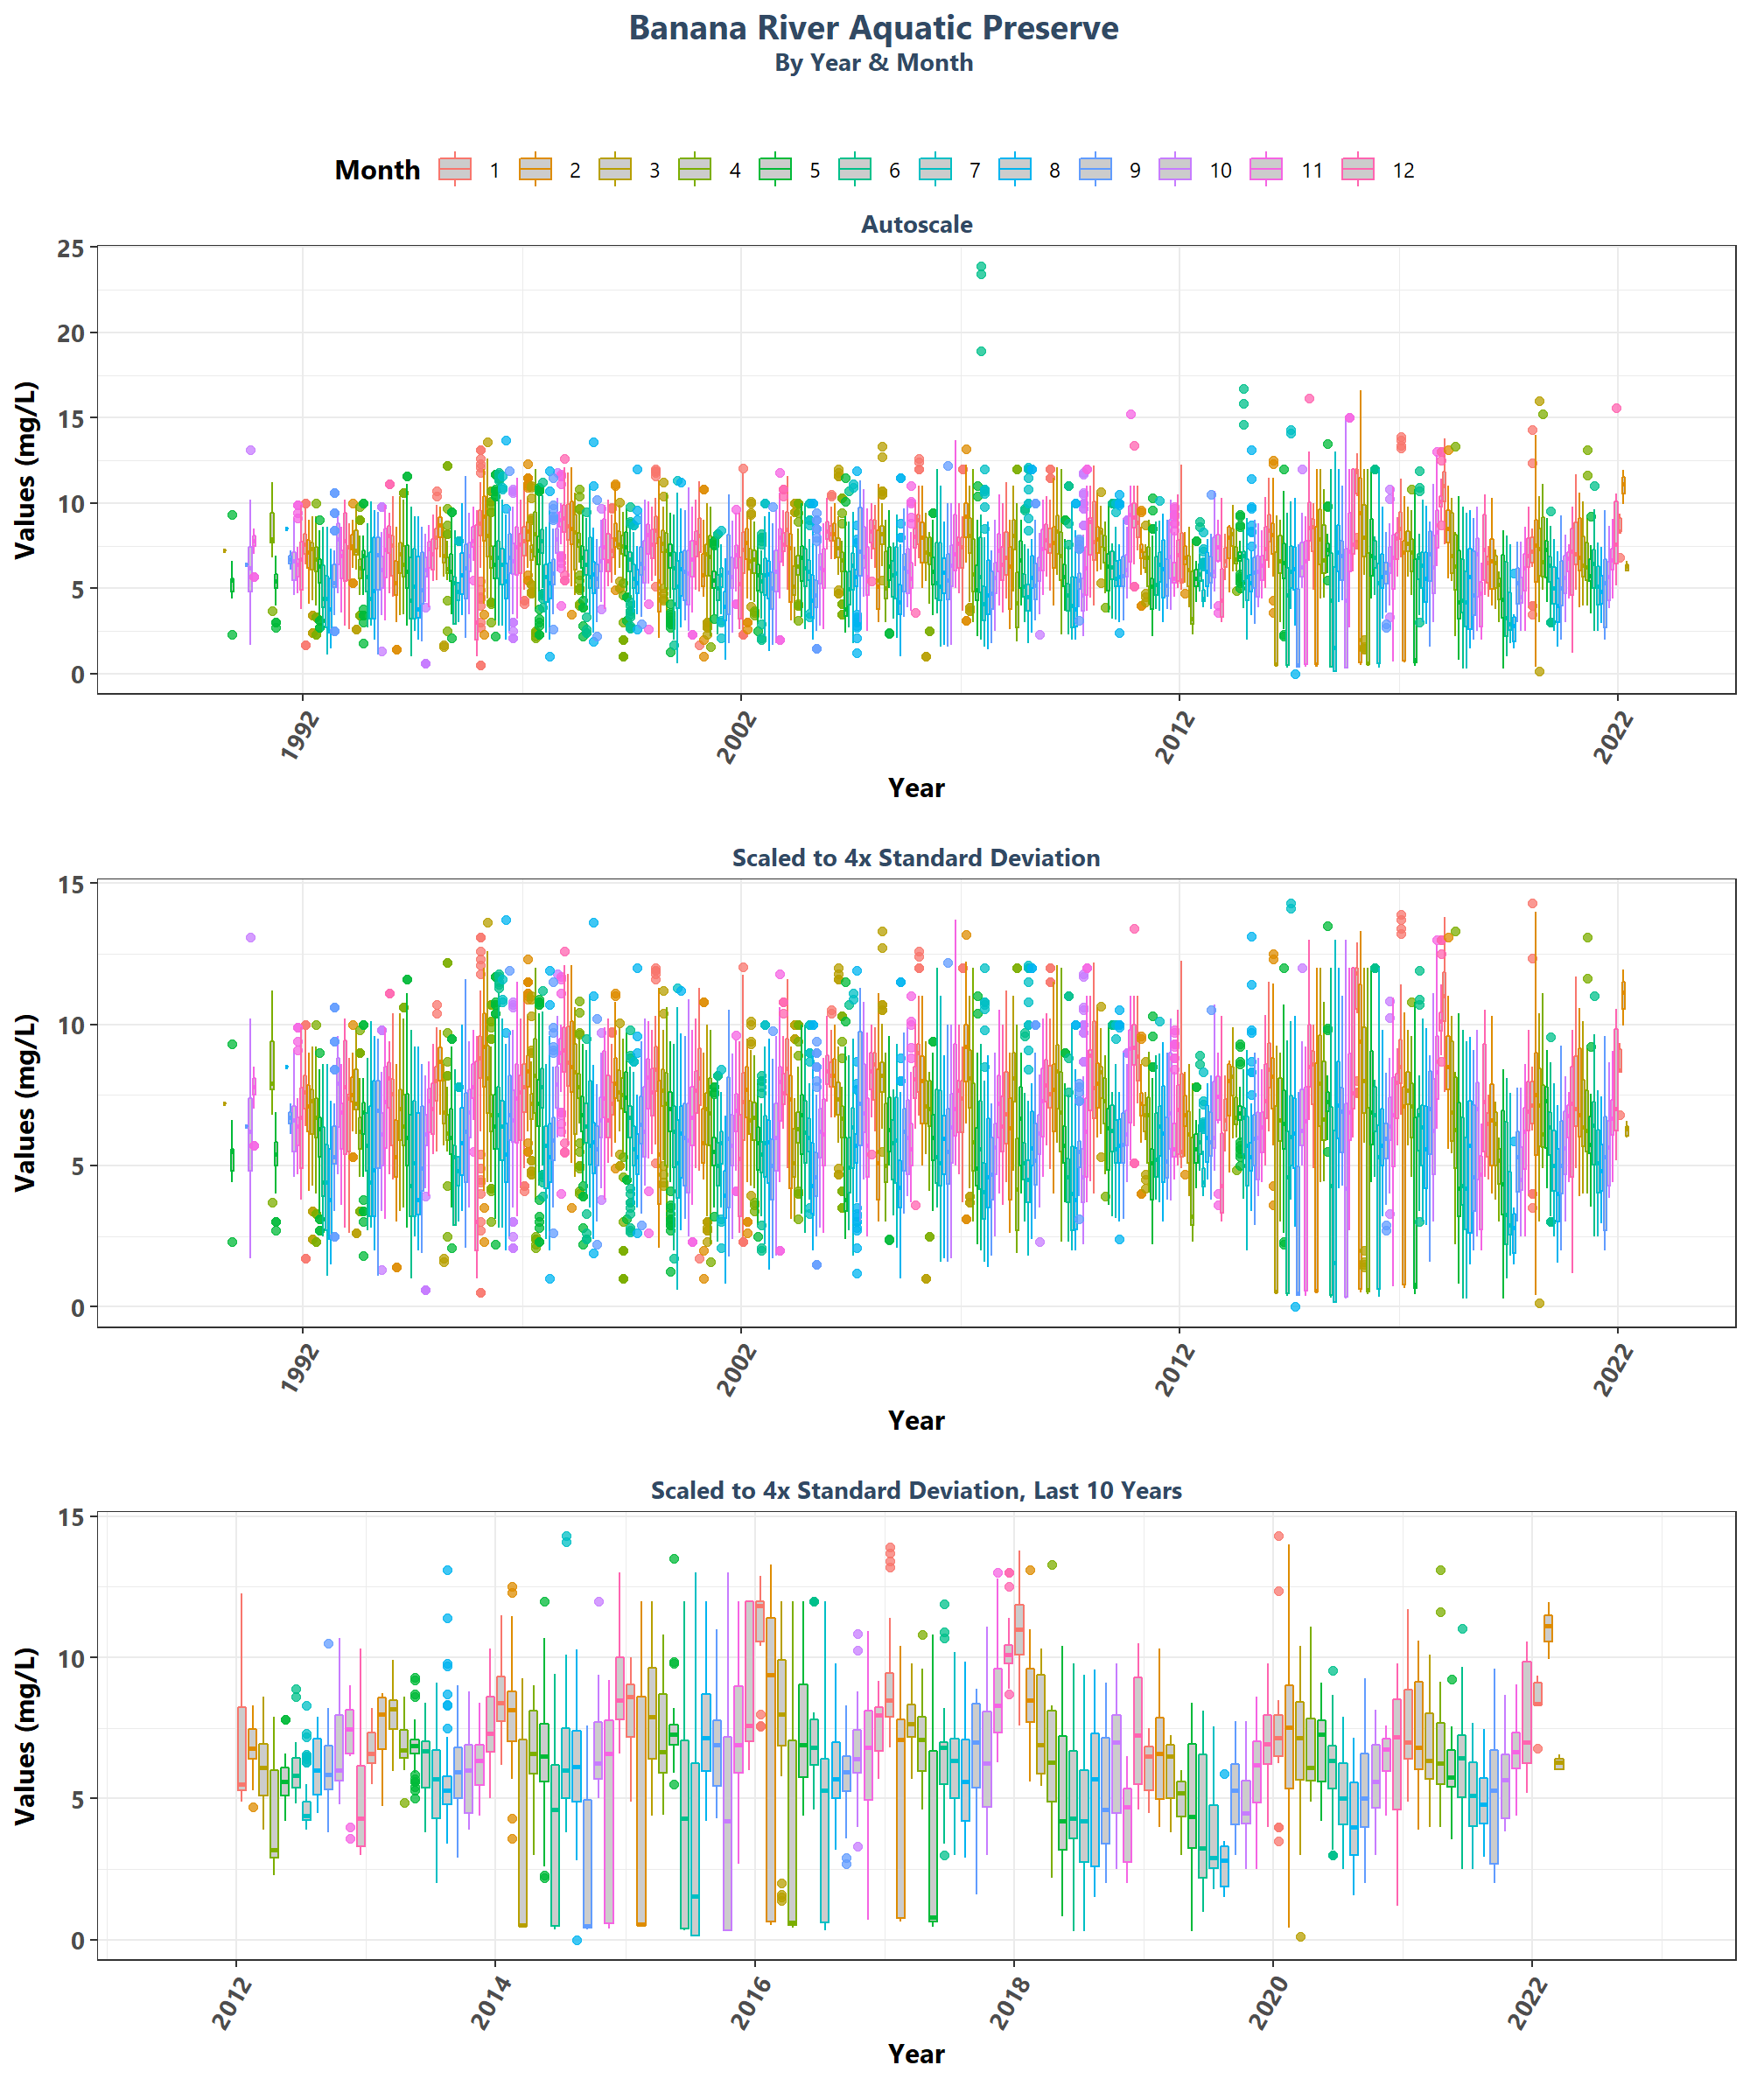 Banana River Aquatic Preserve
By Year & Month
Month 1 2 3 4 5 6 7 8 9 10 11 12
Autoscale
Values (mg/L)
25
20
15
10
5
0
1992 2002 2012 2022
Year
Scaled to 4x Standard Deviation
Values (mg/L)
15
10
5
0
1992 2002 2012 2022
Year
Scaled to 4x Standard Deviation, Last 10 Years
Values (mg/L)
15
10
5
0
2012 2014 2016 2018 2020 2022
Year